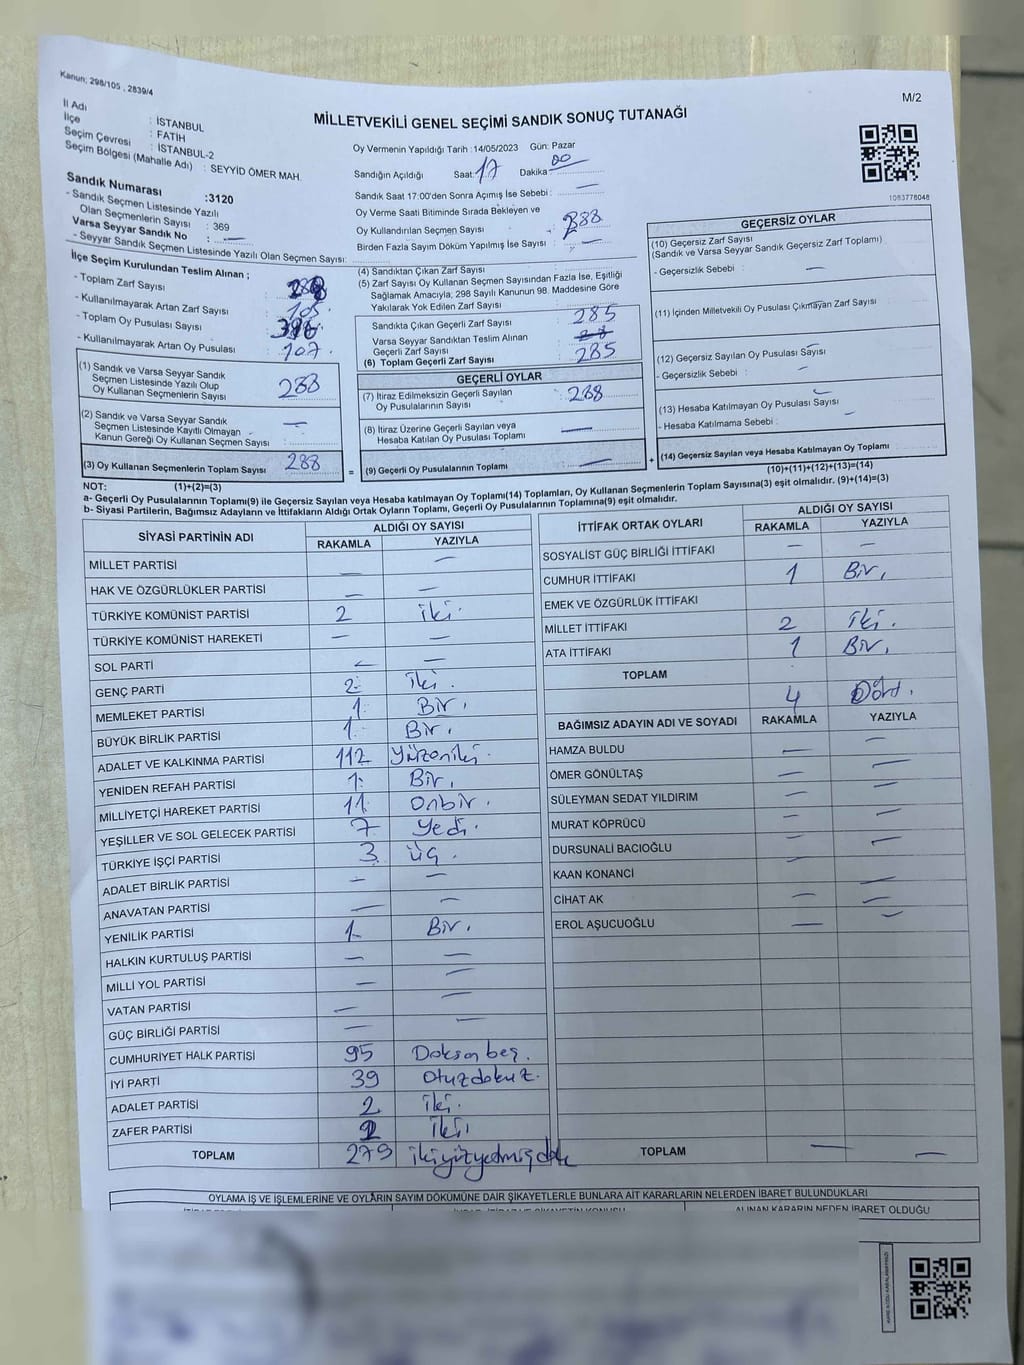 Kanun; 298/105 , 2839/4
M/2
MİLLETVEKİLİ GENEL SEÇİMİ SANDIK SONUÇ TUTANAĞI
İl Adı : İSTANBUL
İlçe : FATİH
Seçim Çevresi : İSTANBUL-2
Seçim Bölgesi (Mahalle Adı) : SEYYİD ÖMER MAH.
Sandık Numarası :3120
- Sandık Seçmen Listesinde Yazılı
Olan Seçmenlerin Sayısı : 369
Varsa Seyyar Sandık No : —
- Seyyar Sandık Seçmen Listesinde Yazılı Olan Seçmen Sayısı:
İlçe Seçim Kurulundan Teslim Alınan ;
- Toplam Zarf Sayısı :
- Kullanılmayarak Artan Zarf Sayısı : 105
- Toplam Oy Pusulası Sayısı :
- Kullanılmayarak Artan Oy Pusulası : 107
(1) Sandık ve Varsa Seyyar Sandık
Seçmen Listesinde Yazılı Olup
Oy Kullanan Seçmenlerin Sayısı : 288
(2) Sandık ve Varsa Seyyar Sandık
Seçmen Listesinde Kayıtlı Olmayan
Kanun Gereği Oy Kullanan Seçmen Sayısı : —
(3) Oy Kullanan Seçmenlerin Toplam Sayısı : 288
Oy Vermenin Yapıldığı Tarih :14/05/2023 Gün: Pazar
Sandığın Açıldığı Saat: 17 Dakika 00
Sandık Saat 17:00'den Sonra Açılmış İse Sebebi : —
Oy Verme Saati Bitiminde Sırada Bekleyen ve
Oy Kullandırılan Seçmen Sayısı : 288
Birden Fazla Sayım Döküm Yapılmış İse Sayısı : —
(4) Sandıktan Çıkan Zarf Sayısı
(5) Zarf Sayısı Oy Kullanan Seçmen Sayısından Fazla İse, Eşitliği
Sağlamak Amacıyla; 298 Sayılı Kanunun 98. Maddesine Göre
Yakılarak Yok Edilen Zarf Sayısı :
Sandıkta Çıkan Geçerli Zarf Sayısı : 285
Varsa Seyyar Sandıktan Teslim Alınan
Geçerli Zarf Sayısı :
(6) Toplam Geçerli Zarf Sayısı : 285
GEÇERLİ OYLAR
(7) İtiraz Edilmeksizin Geçerli Sayılan
Oy Pusulalarının Sayısı : 288
(8) İtiraz Üzerine Geçerli Sayılan veya
Hesaba Katılan Oy Pusulası Toplamı : —
= (9) Geçerli Oy Pusulalarının Toplamı : —
1083778048
GEÇERSİZ OYLAR
(10) Geçersiz Zarf Sayısı
(Sandık ve Varsa Seyyar Sandık Geçersiz Zarf Toplamı)
- Geçersizlik Sebebi : —
(11) İçinden Milletvekili Oy Pusulası Çıkmayan Zarf Sayısı
—
(12) Geçersiz Sayılan Oy Pusulası Sayısı
- Geçersizlik Sebebi : —
(13) Hesaba Katılmayan Oy Pusulası Sayısı
- Hesaba Katılmama Sebebi : —
+ (14) Geçersiz Sayılan veya Hesaba Katılmayan Oy Toplamı
(10)+(11)+(12)+(13)=(14)
NOT: (1)+(2)=(3)
a- Geçerli Oy Pusulalarının Toplamı(9) ile Geçersiz Sayılan veya Hesaba katılmayan Oy Toplamı(14) Toplamları, Oy Kullanan Seçmenlerin Toplam Sayısına(3) eşit olmalıdır. (9)+(14)=(3)
b- Siyasi Partilerin, Bağımsız Adayların ve İttifakların Aldığı Ortak Oyların Toplamı, Geçerli Oy Pusulalarının Toplamına(9) eşit olmalıdır.
SİYASİ PARTİNİN ADI ALDIĞI OY SAYISI
RAKAMLA YAZIYLA
MİLLET PARTİSİ — —
HAK VE ÖZGÜRLÜKLER PARTİSİ — —
TÜRKİYE KOMÜNİST PARTİSİ 2 iki.
TÜRKİYE KOMÜNİST HAREKETİ — —
SOL PARTİ — —
GENÇ PARTİ 2 iki.
MEMLEKET PARTİSİ 1 Bir.
BÜYÜK BİRLİK PARTİSİ 1 Bir.
ADALET VE KALKINMA PARTİSİ 112 Yüzoniki.
YENİDEN REFAH PARTİSİ 1 Bir.
MİLLİYETÇİ HAREKET PARTİSİ 11 Onbir.
YEŞİLLER VE SOL GELECEK PARTİSİ 7 Yedi.
TÜRKİYE İŞÇİ PARTİSİ 3 üç.
ADALET BİRLİK PARTİSİ — —
ANAVATAN PARTİSİ — —
YENİLİK PARTİSİ 1 Bir.
HALKIN KURTULUŞ PARTİSİ — —
MİLLİ YOL PARTİSİ — —
VATAN PARTİSİ — —
GÜÇ BİRLİĞİ PARTİSİ — —
CUMHURİYET HALK PARTİSİ 95 Doksan beş.
İYİ PARTİ 39 Otuzdokuz.
ADALET PARTİSİ 2 iki.
ZAFER PARTİSİ 2 iki
TOPLAM 279
İTTİFAK ORTAK OYLARI ALDIĞI OY SAYISI
RAKAMLA YAZIYLA
SOSYALİST GÜÇ BİRLİĞİ İTTİFAKI — —
CUMHUR İTTİFAKI 1 Bir.
EMEK VE ÖZGÜRLÜK İTTİFAKI
MİLLET İTTİFAKI 2 iki.
ATA İTTİFAKI 1 Bir.
TOPLAM 4 Dört.
BAĞIMSIZ ADAYIN ADI VE SOYADI RAKAMLA YAZIYLA
HAMZA BULDU — —
ÖMER GÖNÜLTAŞ — —
SÜLEYMAN SEDAT YILDIRIM — —
MURAT KÖPRÜCÜ — —
DURSUNALİ BACIOĞLU — —
KAAN KONANCİ — —
CİHAT AK — —
EROL AŞUCUOĞLU — —
TOPLAM — —
OYLAMA İŞ VE İŞLEMLERİNE VE OYLARIN SAYIM DÖKÜMÜNE DAİR ŞİKAYETLERLE BUNLARA AİT KARARLARIN NELERDEN İBARET BULUNDUKLARI
ALINAN KARARIN NEDEN İBARET OLDUĞU